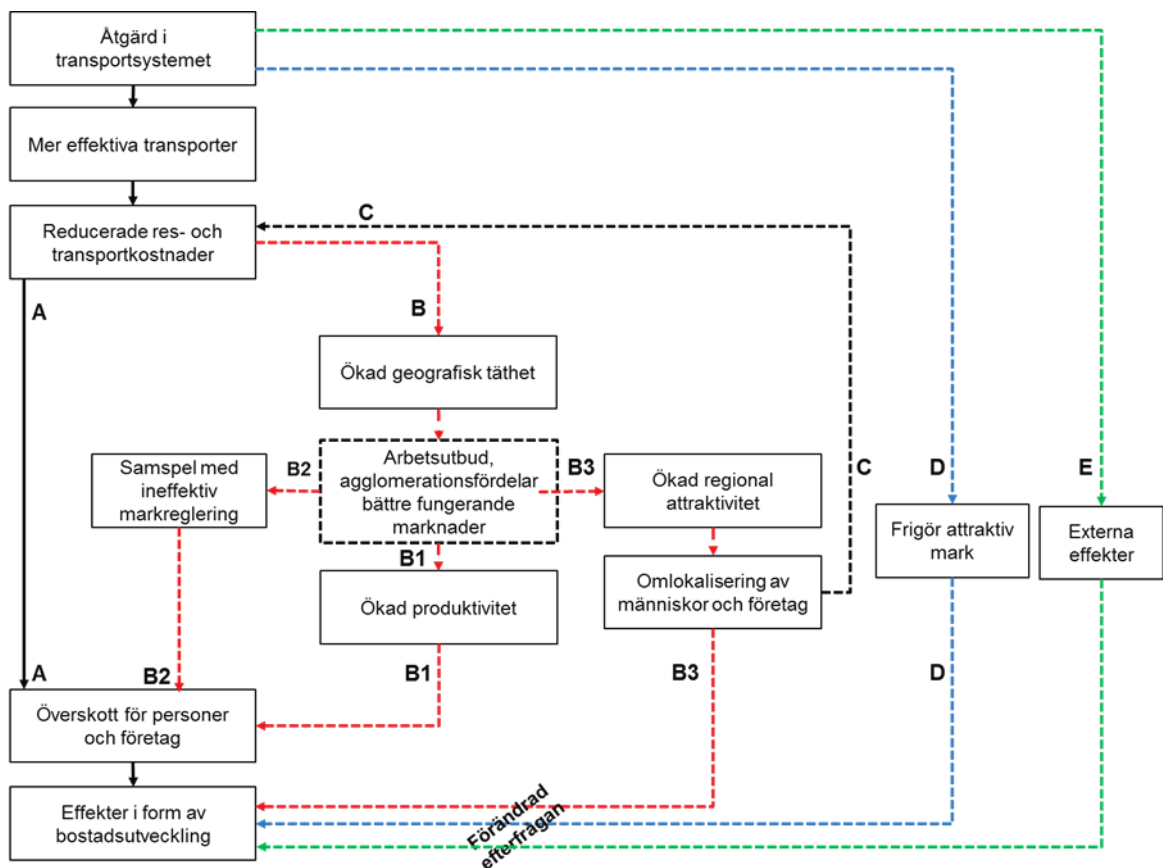 Åtgärd i
transportsystemet
Mer effektiva transporter
Reducerade res- och
transportkostnader
C
A
B
Ökad geografisk täthet
Samspel med
ineffektiv
markreglering
B2
Arbetsutbud,
agglomerationsfördelar
bättre fungerande
marknader
B3
Ökad regional
attraktivitet
C
D
E
Frigör attraktiv
mark
Externa
effekter
B1
Ökad produktivitet
Omlokalisering av
människor och företag
A
B2
B1
B3
D
Överskott för personer
och företag
Effekter i form av
bostadsutveckling
Förändrad
efterfrågan